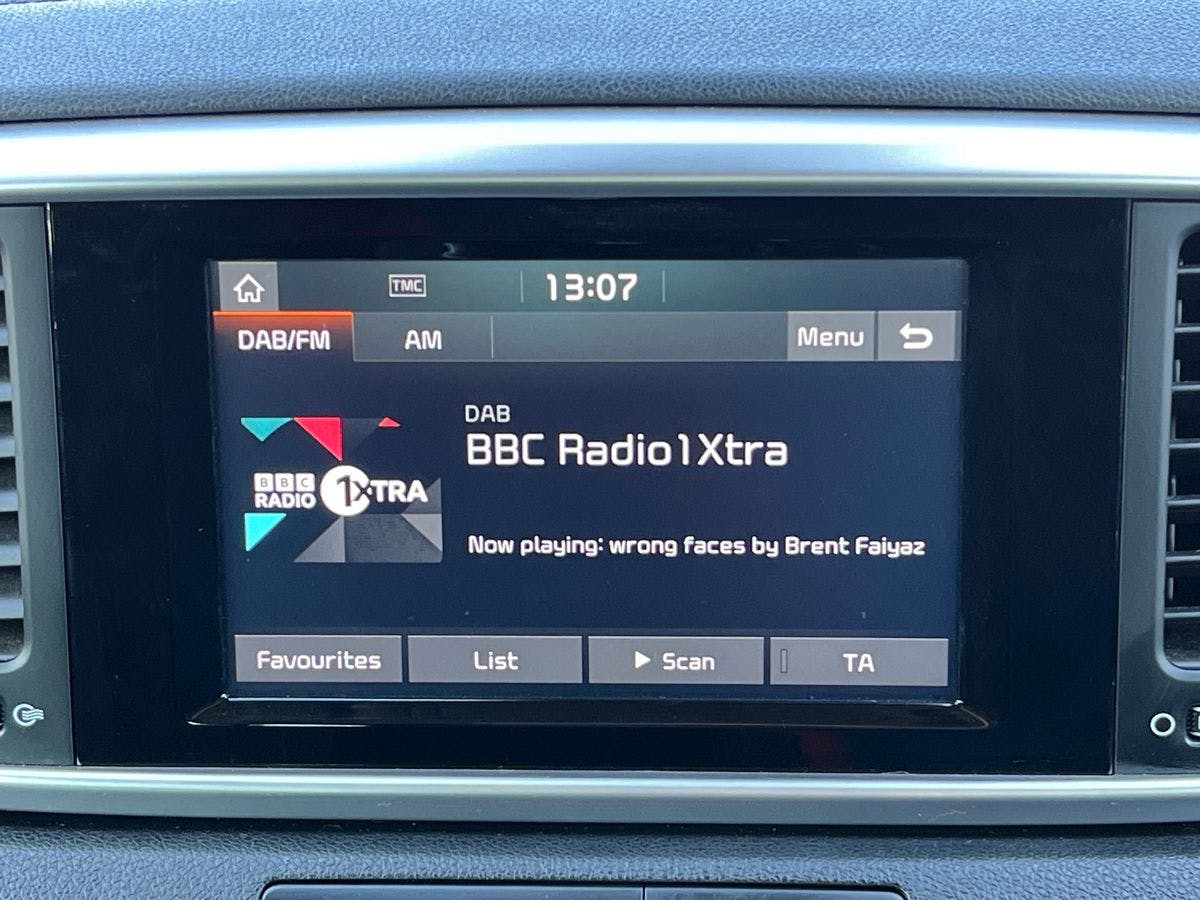 TMC
13:07
DAB/FM
AM
Menu
DAB
BBC Radio1Xtra
BBC
RADIO
1XTRA
Now playing: wrong faces by Brent Faiyaz
Favourites
List
Scan
TA